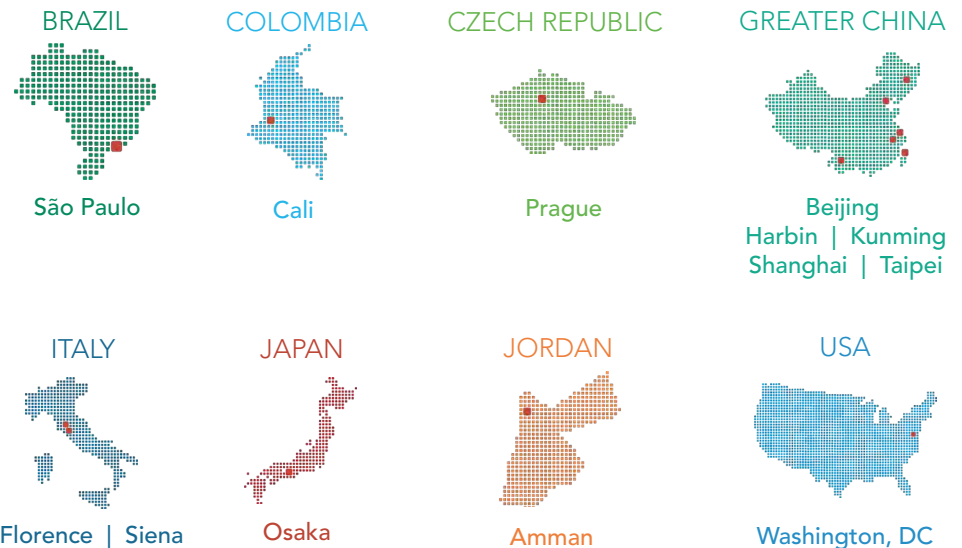 BRAZIL
São Paulo
COLOMBIA
Cali
CZECH REPUBLIC
Prague
GREATER CHINA
Beijing
Harbin | Kunming
Shanghai | Taipei
ITALY
Florence | Siena
JAPAN
Osaka
JORDAN
Amman
USA
Washington, DC